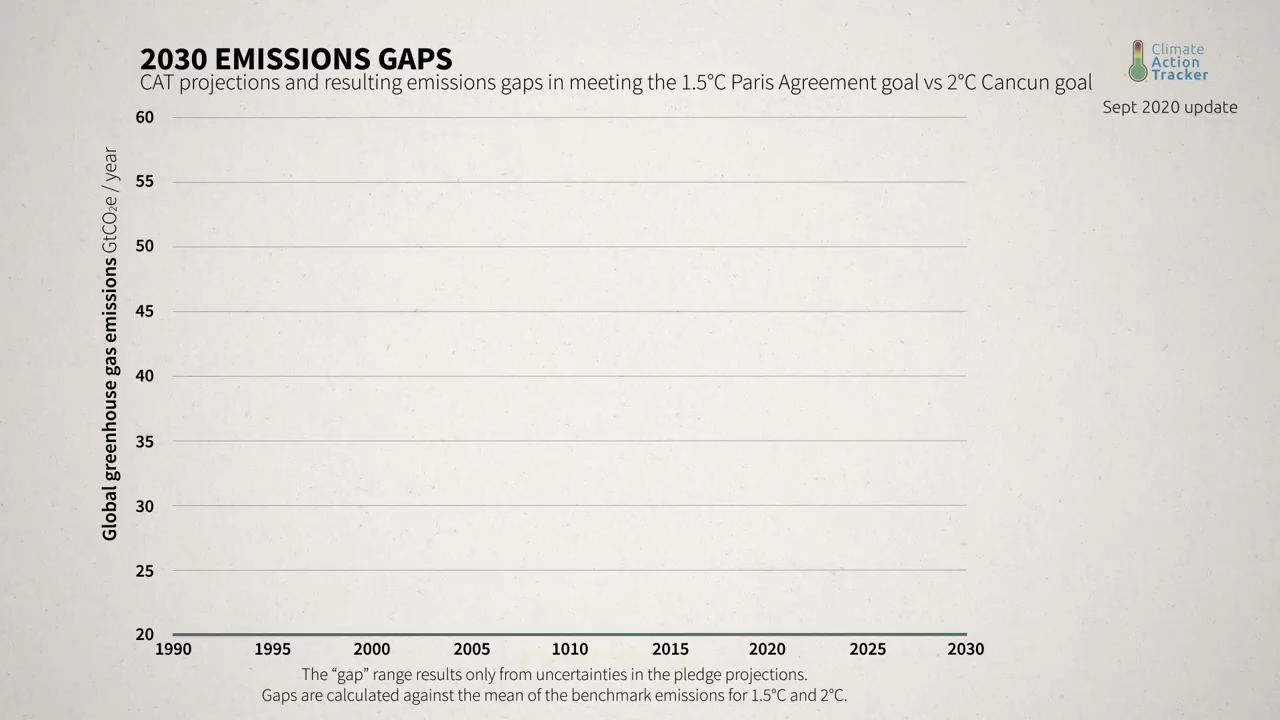 2030 EMISSIONS GAPS
CAT projections and resulting emissions gaps in meeting the 1.5°C Paris Agreement goal vs 2°C Cancun goal
Climate
Action
Tracker
Sept 2020 update
Global greenhouse gas emissions GtCO₂e / year
60
55
50
45
40
35
30
25
20
1990 1995 2000 2005 1010 2015 2020 2025 2030
The “gap” range results only from uncertainties in the pledge projections.
Gaps are calculated against the mean of the benchmark emissions for 1.5°C and 2°C.